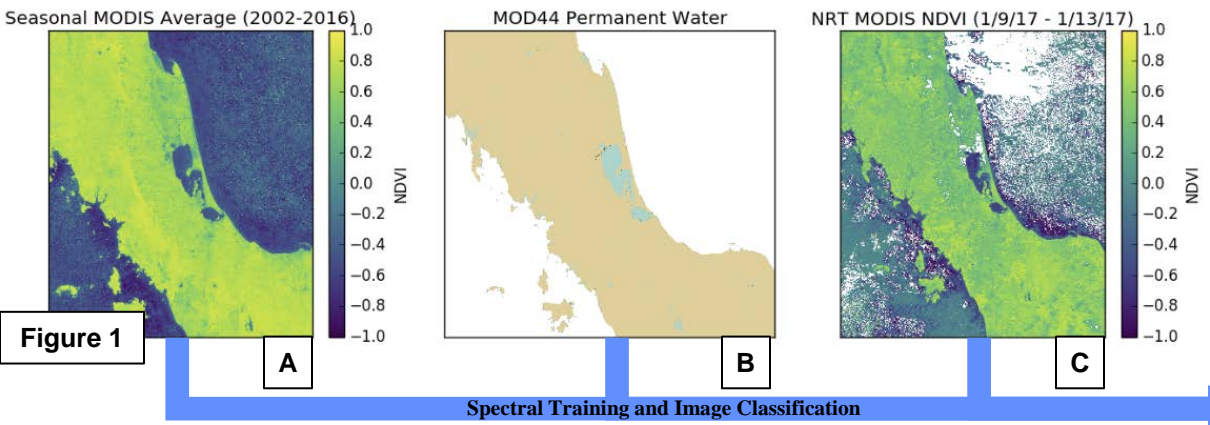 Seasonal MODIS Average (2002-2016)
1.0
0.8
0.6
0.4
0.2
0.0
−0.2
−0.4
−0.6
−0.8
−1.0
NDVI
MOD44 Permanent Water
NRT MODIS NDVI (1/9/17 - 1/13/17)
1.0
0.8
0.6
0.4
0.2
0.0
−0.2
−0.4
−0.6
−0.8
−1.0
NDVI
Figure 1
A
B
C
Spectral Training and Image Classification